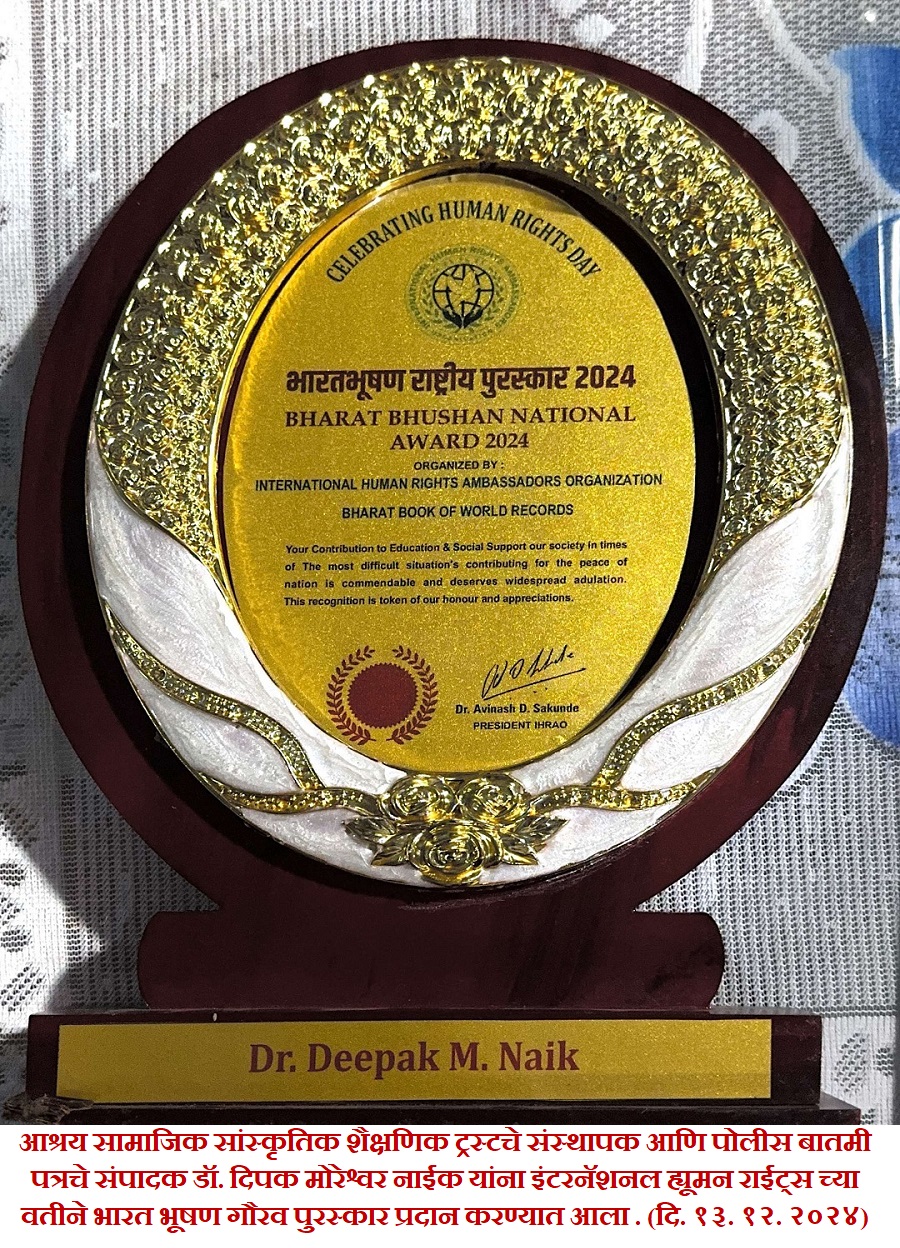 CELEBRATING HUMAN RIGHTS DAY
भारतभूषण राष्ट्रीय पुरस्कार 2024
BHARAT BHUSHAN NATIONAL
AWARD 2024
ORGANIZED BY :
INTERNATIONAL HUMAN RIGHTS AMBASSADORS ORGANIZATION
BHARAT BOOK OF WORLD RECORDS
Your Contribution to Education & Social Support our society in times
of The most difficult situation's contributing for the peace of
nation is commendable and deserves widespread adulation.
This recognition is token of our honour and appreciations.
Dr. Avinash D. Sakunde
PRESIDENT IHRAO
Dr. Deepak M. Naik
आश्रय सामाजिक सांस्कृतिक शैक्षणिक ट्रस्टचे संस्थापक आणि पोलीस बातमी
पत्रचे संपादक डॉ. दिपक मोरेश्वर नाईक यांना इंटरनॅशनल ह्यूमन राईट्स च्या
वतीने भारत भूषण गौरव पुरस्कार प्रदान करण्यात आला . (दि. १३. १२. २०२४)